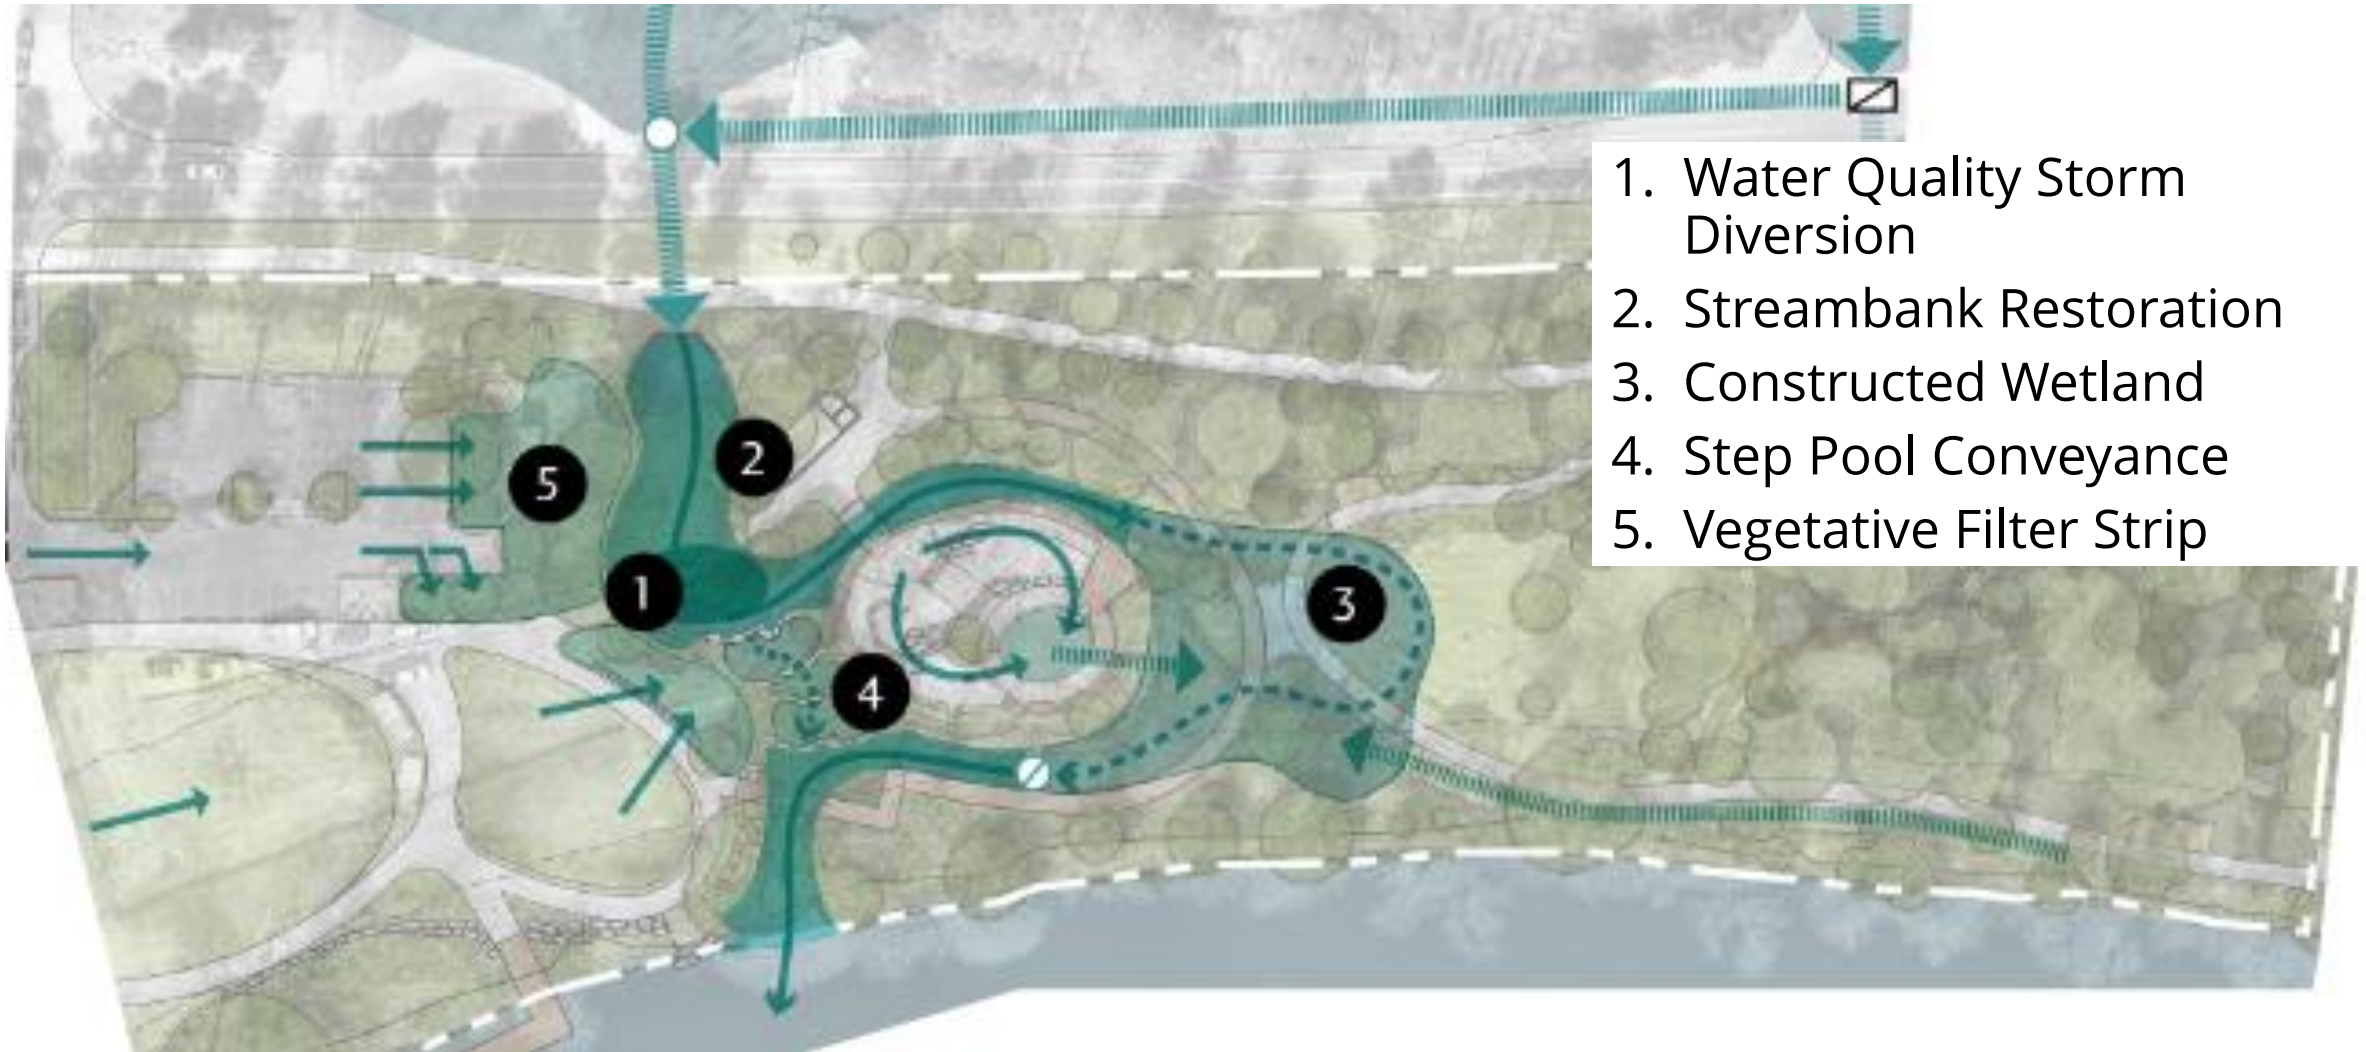 1. Water Quality Storm
Diversion
2. Streambank Restoration
3. Constructed Wetland
4. Step Pool Conveyance
5. Vegetative Filter Strip
5
2
1
3
4